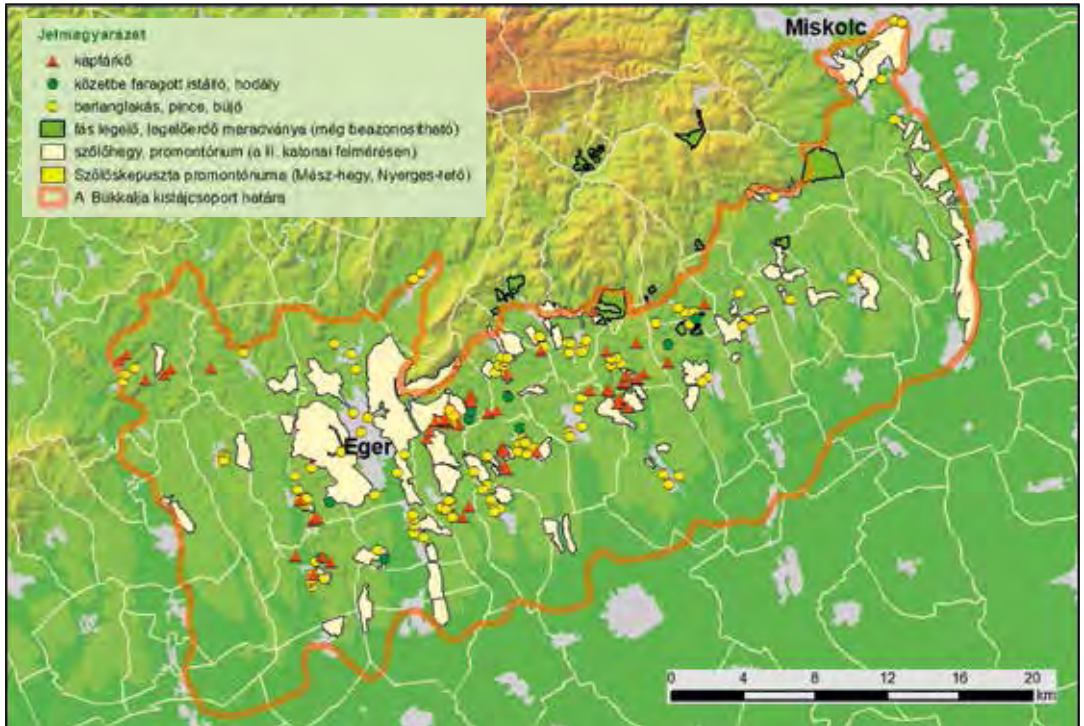 Miskolc
Jelmagyarázat
kaptárkő
kőzetbe faragott istálló, hodály
barlanglakás, pince, bújó
fás legelő, legelőerdő maradványa (még beazonosítható)
szőlőhegy, promontórium (a II. katonai felmérésen)
Szőlőskepuszta promontóriuma (Mész-hegy, Nyerges-tető)
A Bükkalja kistájcsoport határa
Eger
0 4 8 12 16 20
km